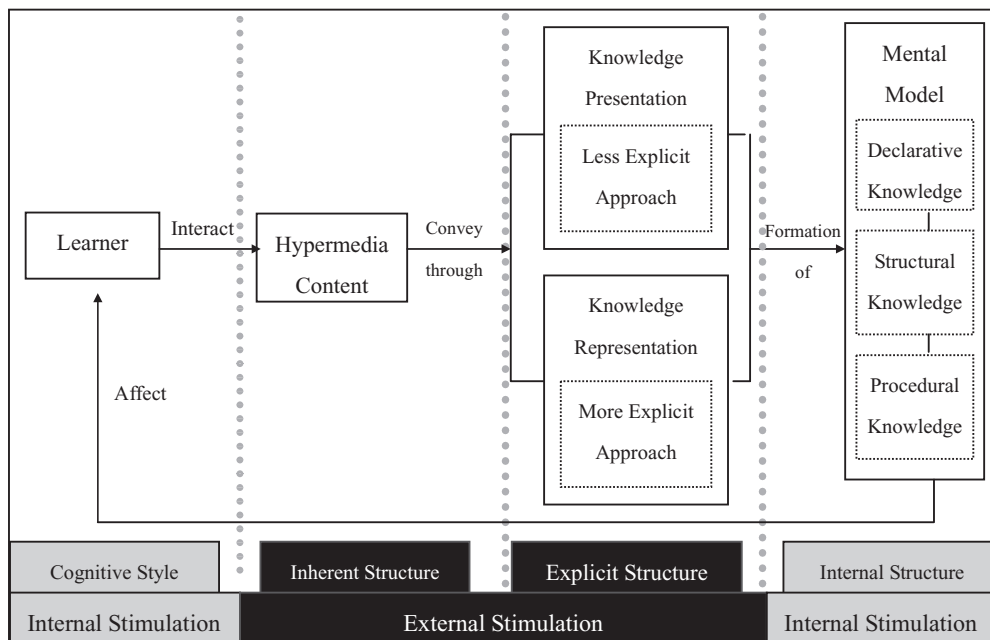 Learner
Interact
Hypermedia
Content
Convey
through
Knowledge
Presentation
Less Explicit
Approach
Knowledge
Representation
More Explicit
Approach
Formation
of
Mental
Model
Declarative
Knowledge
Structural
Knowledge
Procedural
Knowledge
Affect
Cognitive Style
Inherent Structure
Explicit Structure
Internal Structure
Internal Stimulation
External Stimulation
Internal Stimulation